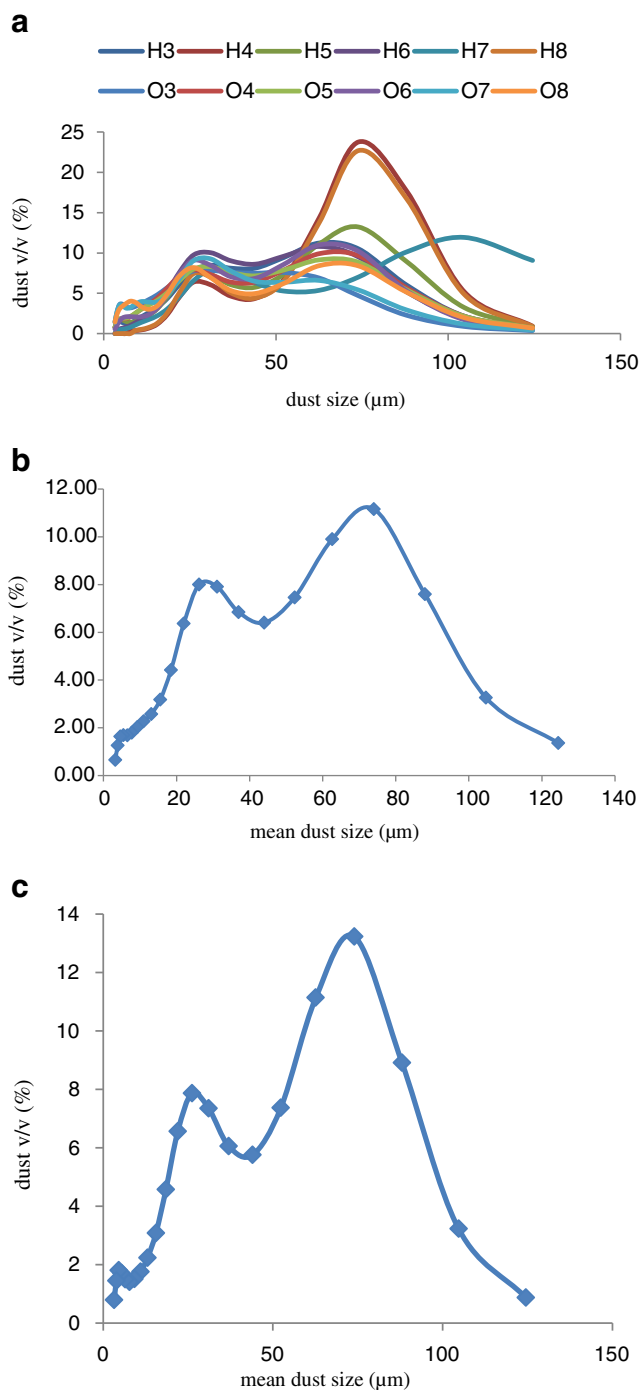 a
H3 H4 H5 H6 H7 H8
O3 O4 O5 O6 O7 O8
25
20
15
10
5
0
dust v/v (%)
0 50 100 150
dust size (µm)
b
12.00
10.00
8.00
6.00
4.00
2.00
0.00
dust v/v (%)
0 20 40 60 80 100 120 140
mean dust size (µm)
c
14
12
10
8
6
4
2
0
dust v/v (%)
0 50 100 150
mean dust size (µm)